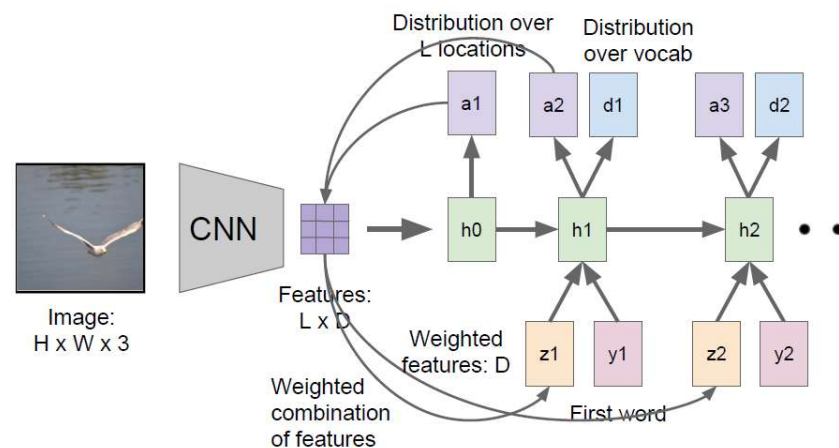 Distribution over
L locations
Distribution
over vocab
a1
a2
d1
a3
d2
CNN
h0
h1
h2
Features:
L x D
Image:
H x W x 3
Weighted
features: D
z1
y1
z2
y2
Weighted
combination
of features
First word